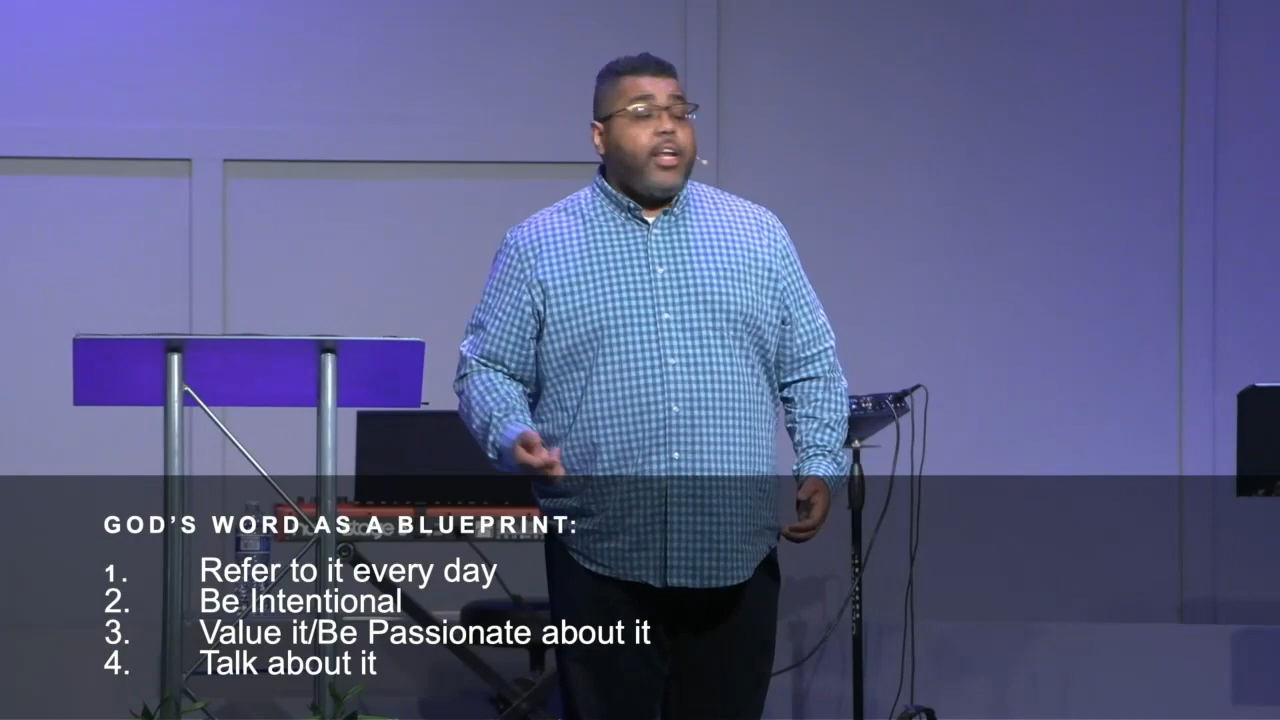 GOD'S WORD AS A BLUEPRINT:
1. Refer to it every day
2. Be Intentional
3. Value it/Be Passionate about it
4. Talk about it